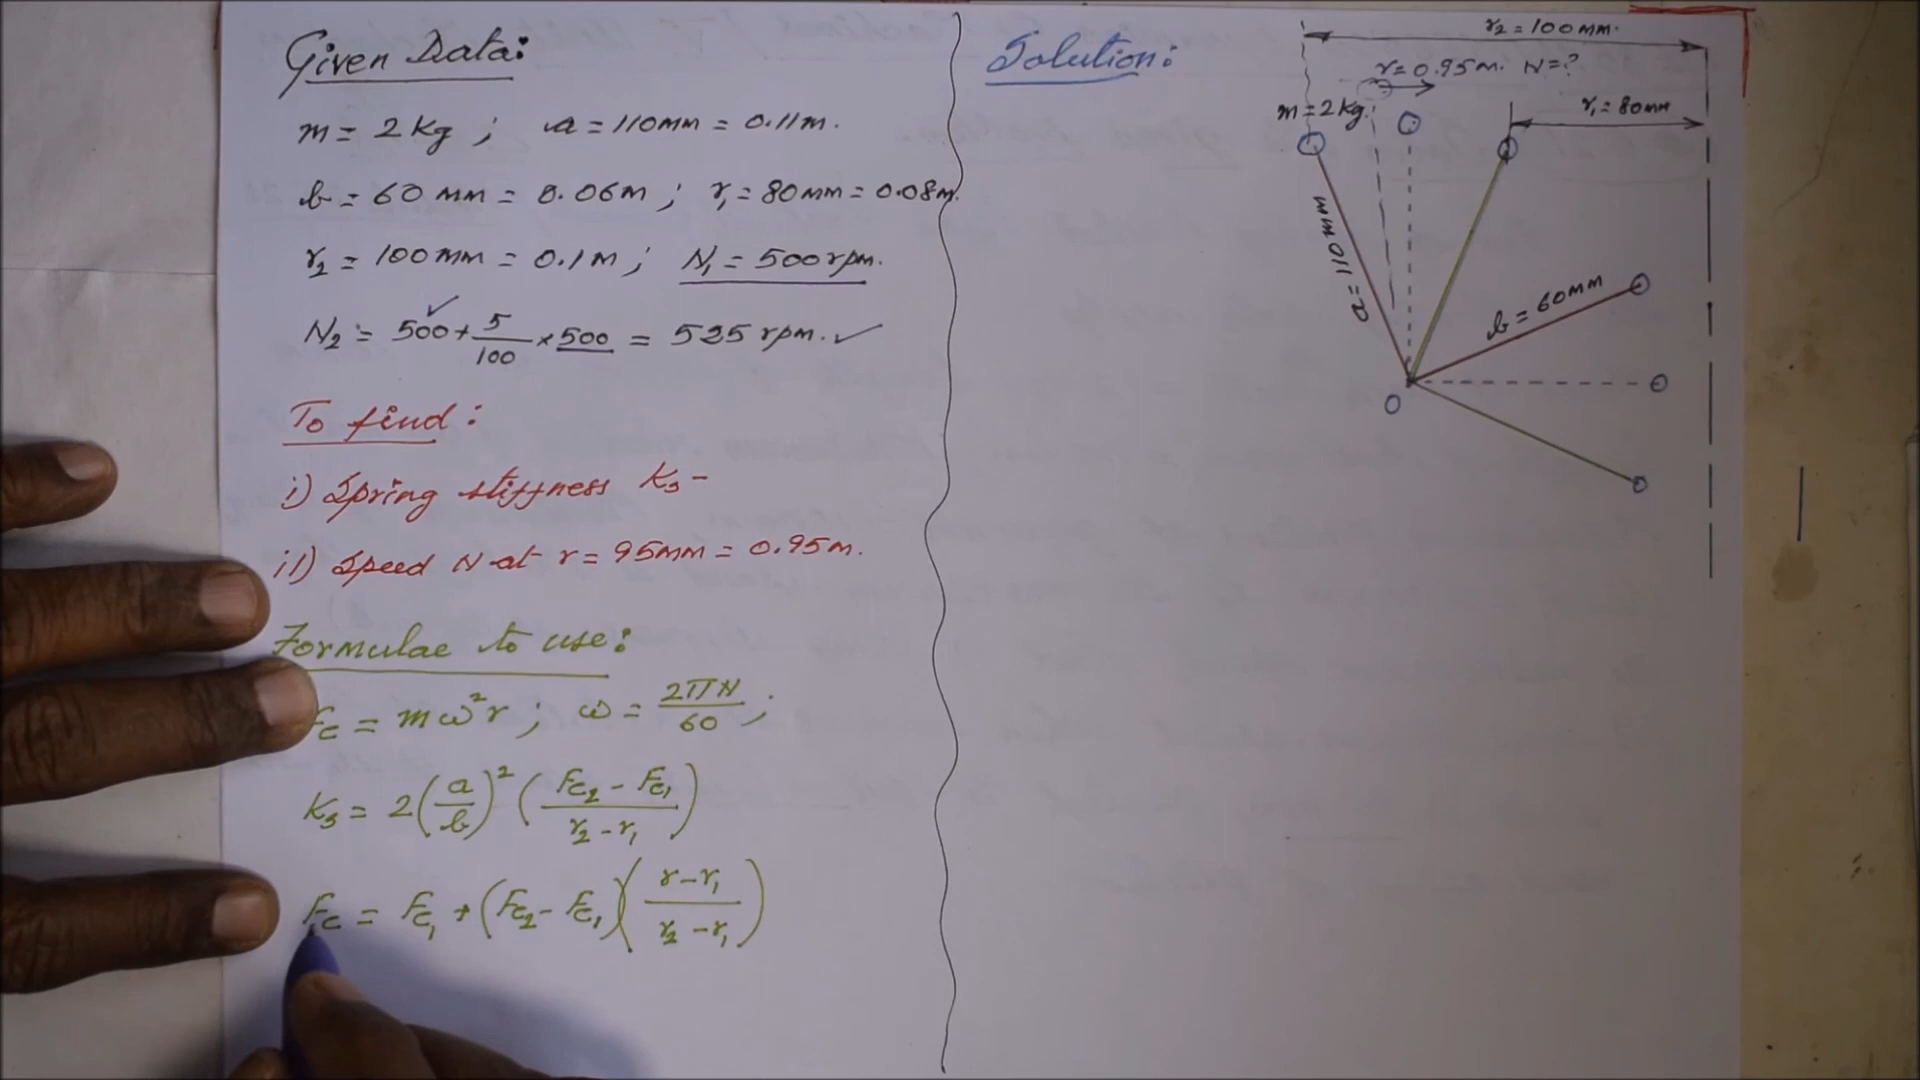 Given Data:
m = 2 kg ; a = 110mm = 0.11m.
b = 60 mm = 0.06m ; r₁ = 80mm = 0.08m.
r₂ = 100mm = 0.1m ; N₁ = 500 rpm.
N₂ = 500 + 5/100 × 500 = 525 rpm. ✓
To find :
i) Spring stiffness Ks -
ii) Speed N at r = 95mm = 0.95m.
Formulae to use:
Fc = mω²r ; ω = 2πN/60 ;
Ks = 2(a/b)² (Fc₂ - Fc₁ / r₂ - r₁)
Fc = Fc₁ + (Fc₂ - Fc₁)(r - r₁ / r₂ - r₁)
Solution:
r₂ = 100mm.
r = 0.95m. N = ?
m = 2 kg.
r₁ = 80mm
a = 110mm
b = 60mm
O